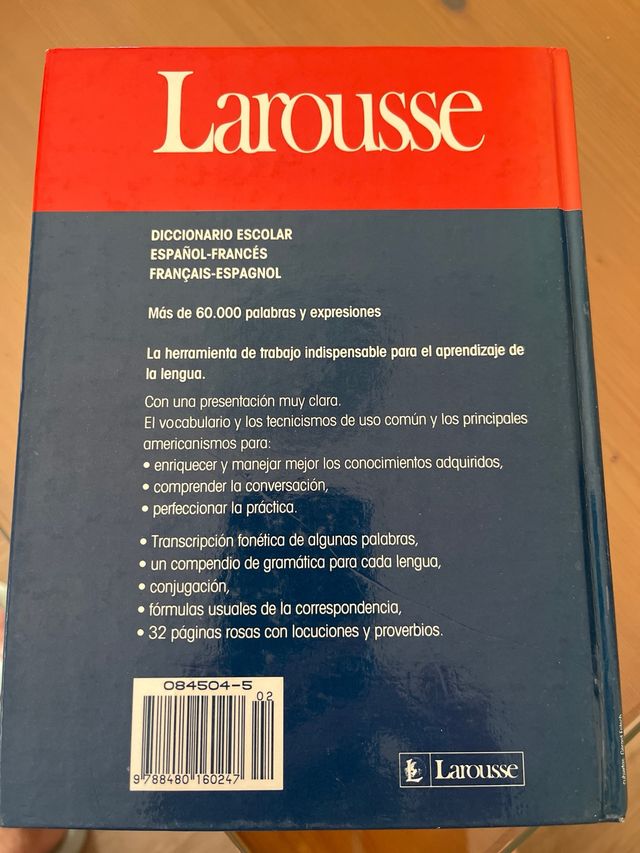 Larousse
DICCIONARIO ESCOLAR
ESPAÑOL-FRANCÉS
FRANÇAIS-ESPAGNOL
Más de 60.000 palabras y expresiones
La herramienta de trabajo indispensable para el aprendizaje de
la lengua.
Con una presentación muy clara.
El vocabulario y los tecnicismos de uso común y los principales
americanismos para:
• enriquecer y manejar mejor los conocimientos adquiridos,
• comprender la conversación,
• perfeccionar la práctica.
• Transcripción fonética de algunas palabras,
• un compendio de gramática para cada lengua,
• conjugación,
• fórmulas usuales de la correspondencia,
• 32 páginas rosas con locuciones y proverbios.
084504-5
02
9 788480 160247
Larousse